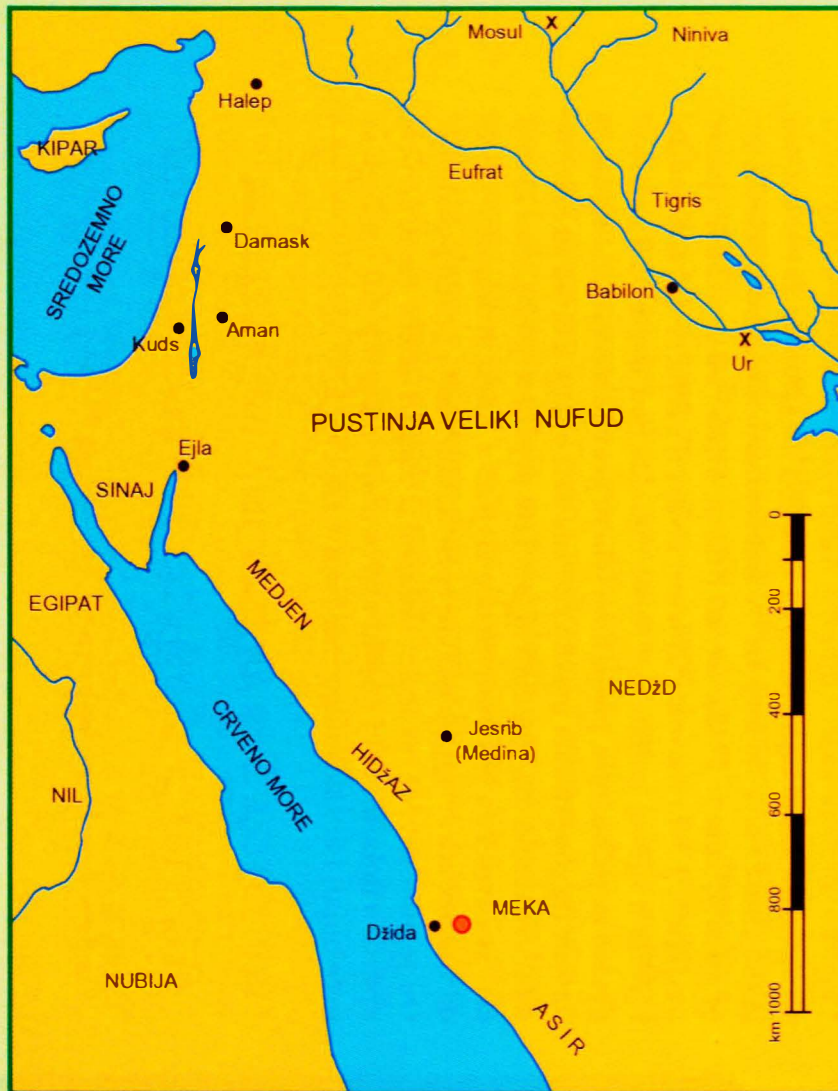 Mosul
X
Niniva
Halep
KIPAR
Eufrat
Tigris
SREDOZEMNO
MORE
Damask
Babilon
Kuds
Aman
X
Ur
PUSTINJA VELIKI NUFUD
Ejla
SINAJ
MEDJEN
EGIPAT
NEDŽD
CRVENO MORE
Jesrib
(Medina)
HIDŽAZ
NIL
MEKA
Džida
NUBIJA
ASIR
0
200
400
600
800
km 1000